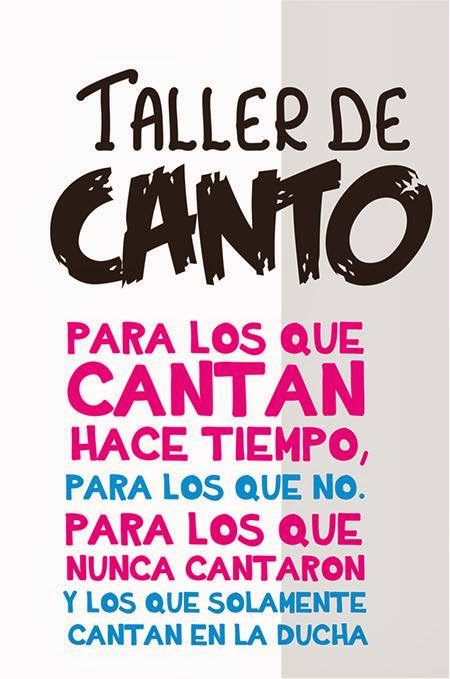 TALLER DE
CANTO
PARA LOS QUE
CANTAN
HACE TIEMPO,
PARA LOS QUE NO.
PARA LOS QUE
NUNCA CANTARON
Y LOS QUE SOLAMENTE
CANTAN EN LA DUCHA